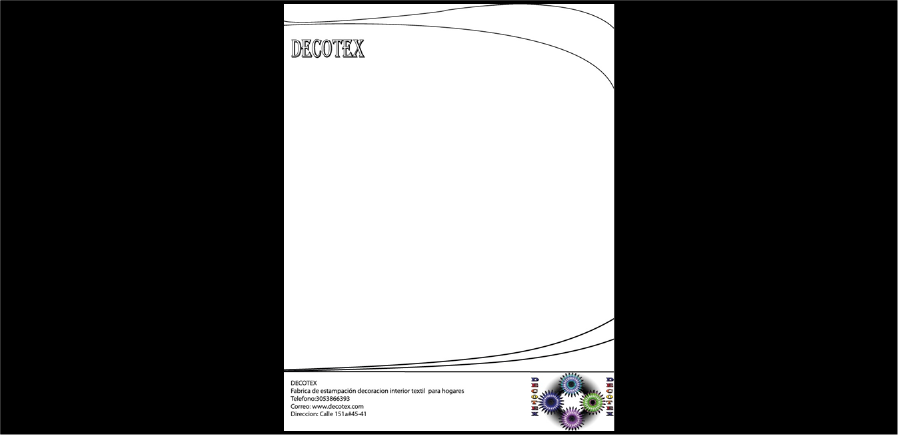 DECOTEX
DECOTEX
Fabrica de estampación decoracion interior textil para hogares
Telefono:3053866393
Correo: www.decotex.com
Direccion: Calle 151a#45-41
DECOTEX
DECOTEX